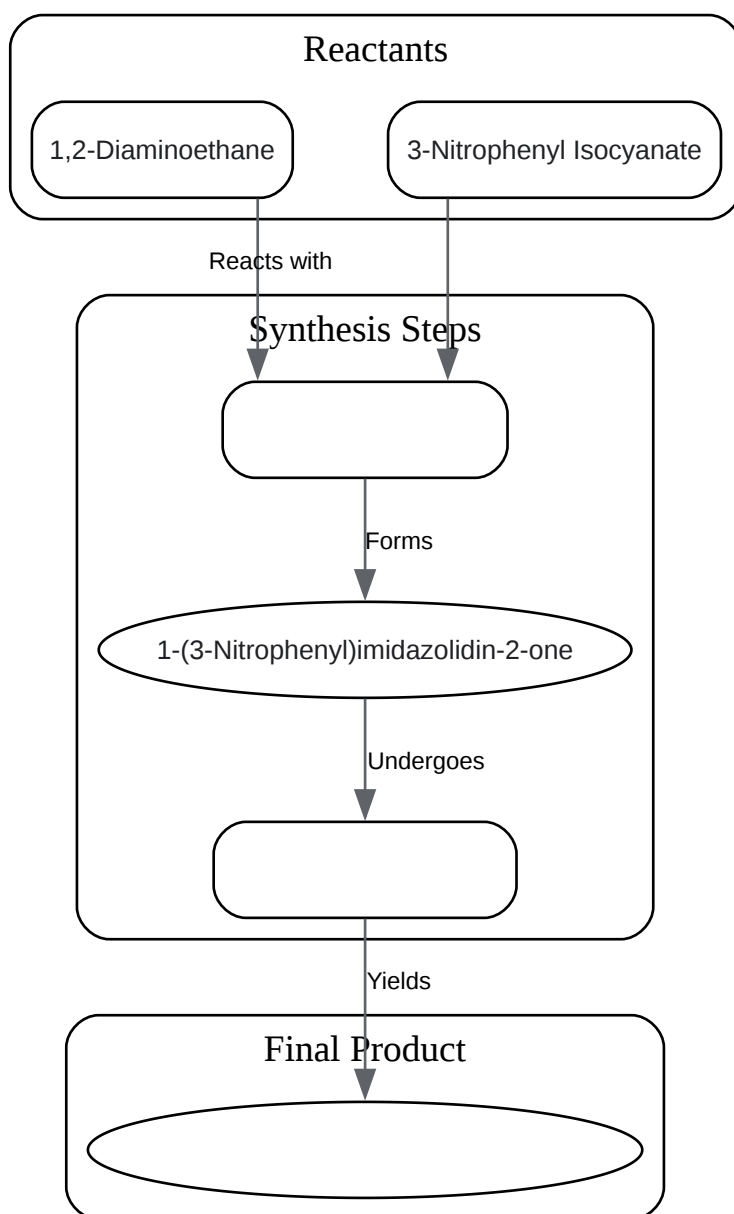 Reactants
1,2-Diaminoethane
3-Nitrophenyl Isocyanate
Reacts with
Synthesis Steps
Forms
1-(3-Nitrophenyl)imidazolidin-2-one
Undergoes
Yields
Final Product